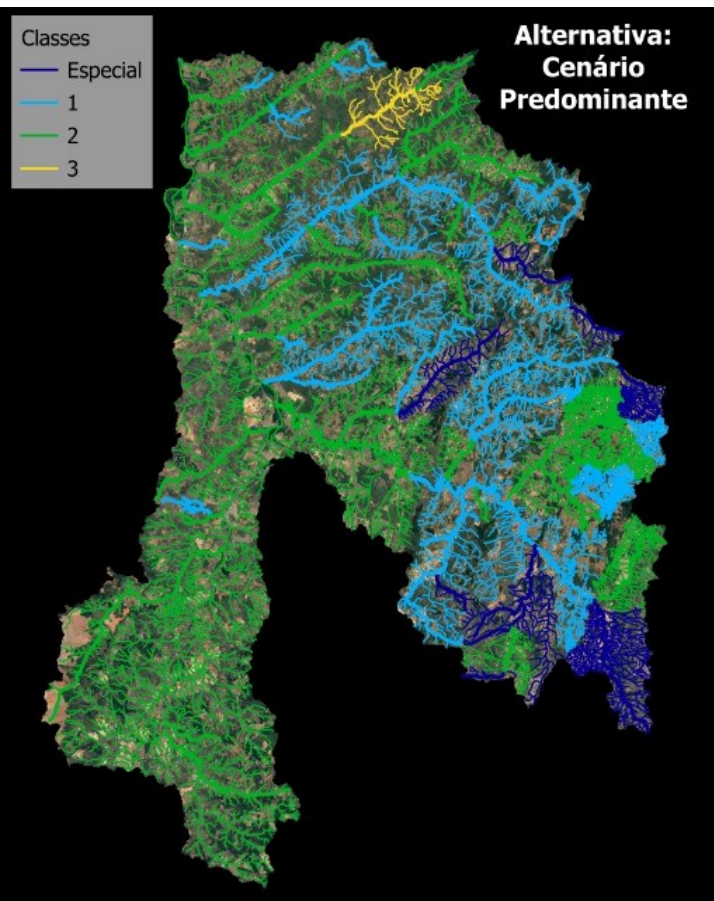 Classes
Especial
1
2
3
Alternativa:
Cenário
Predominante